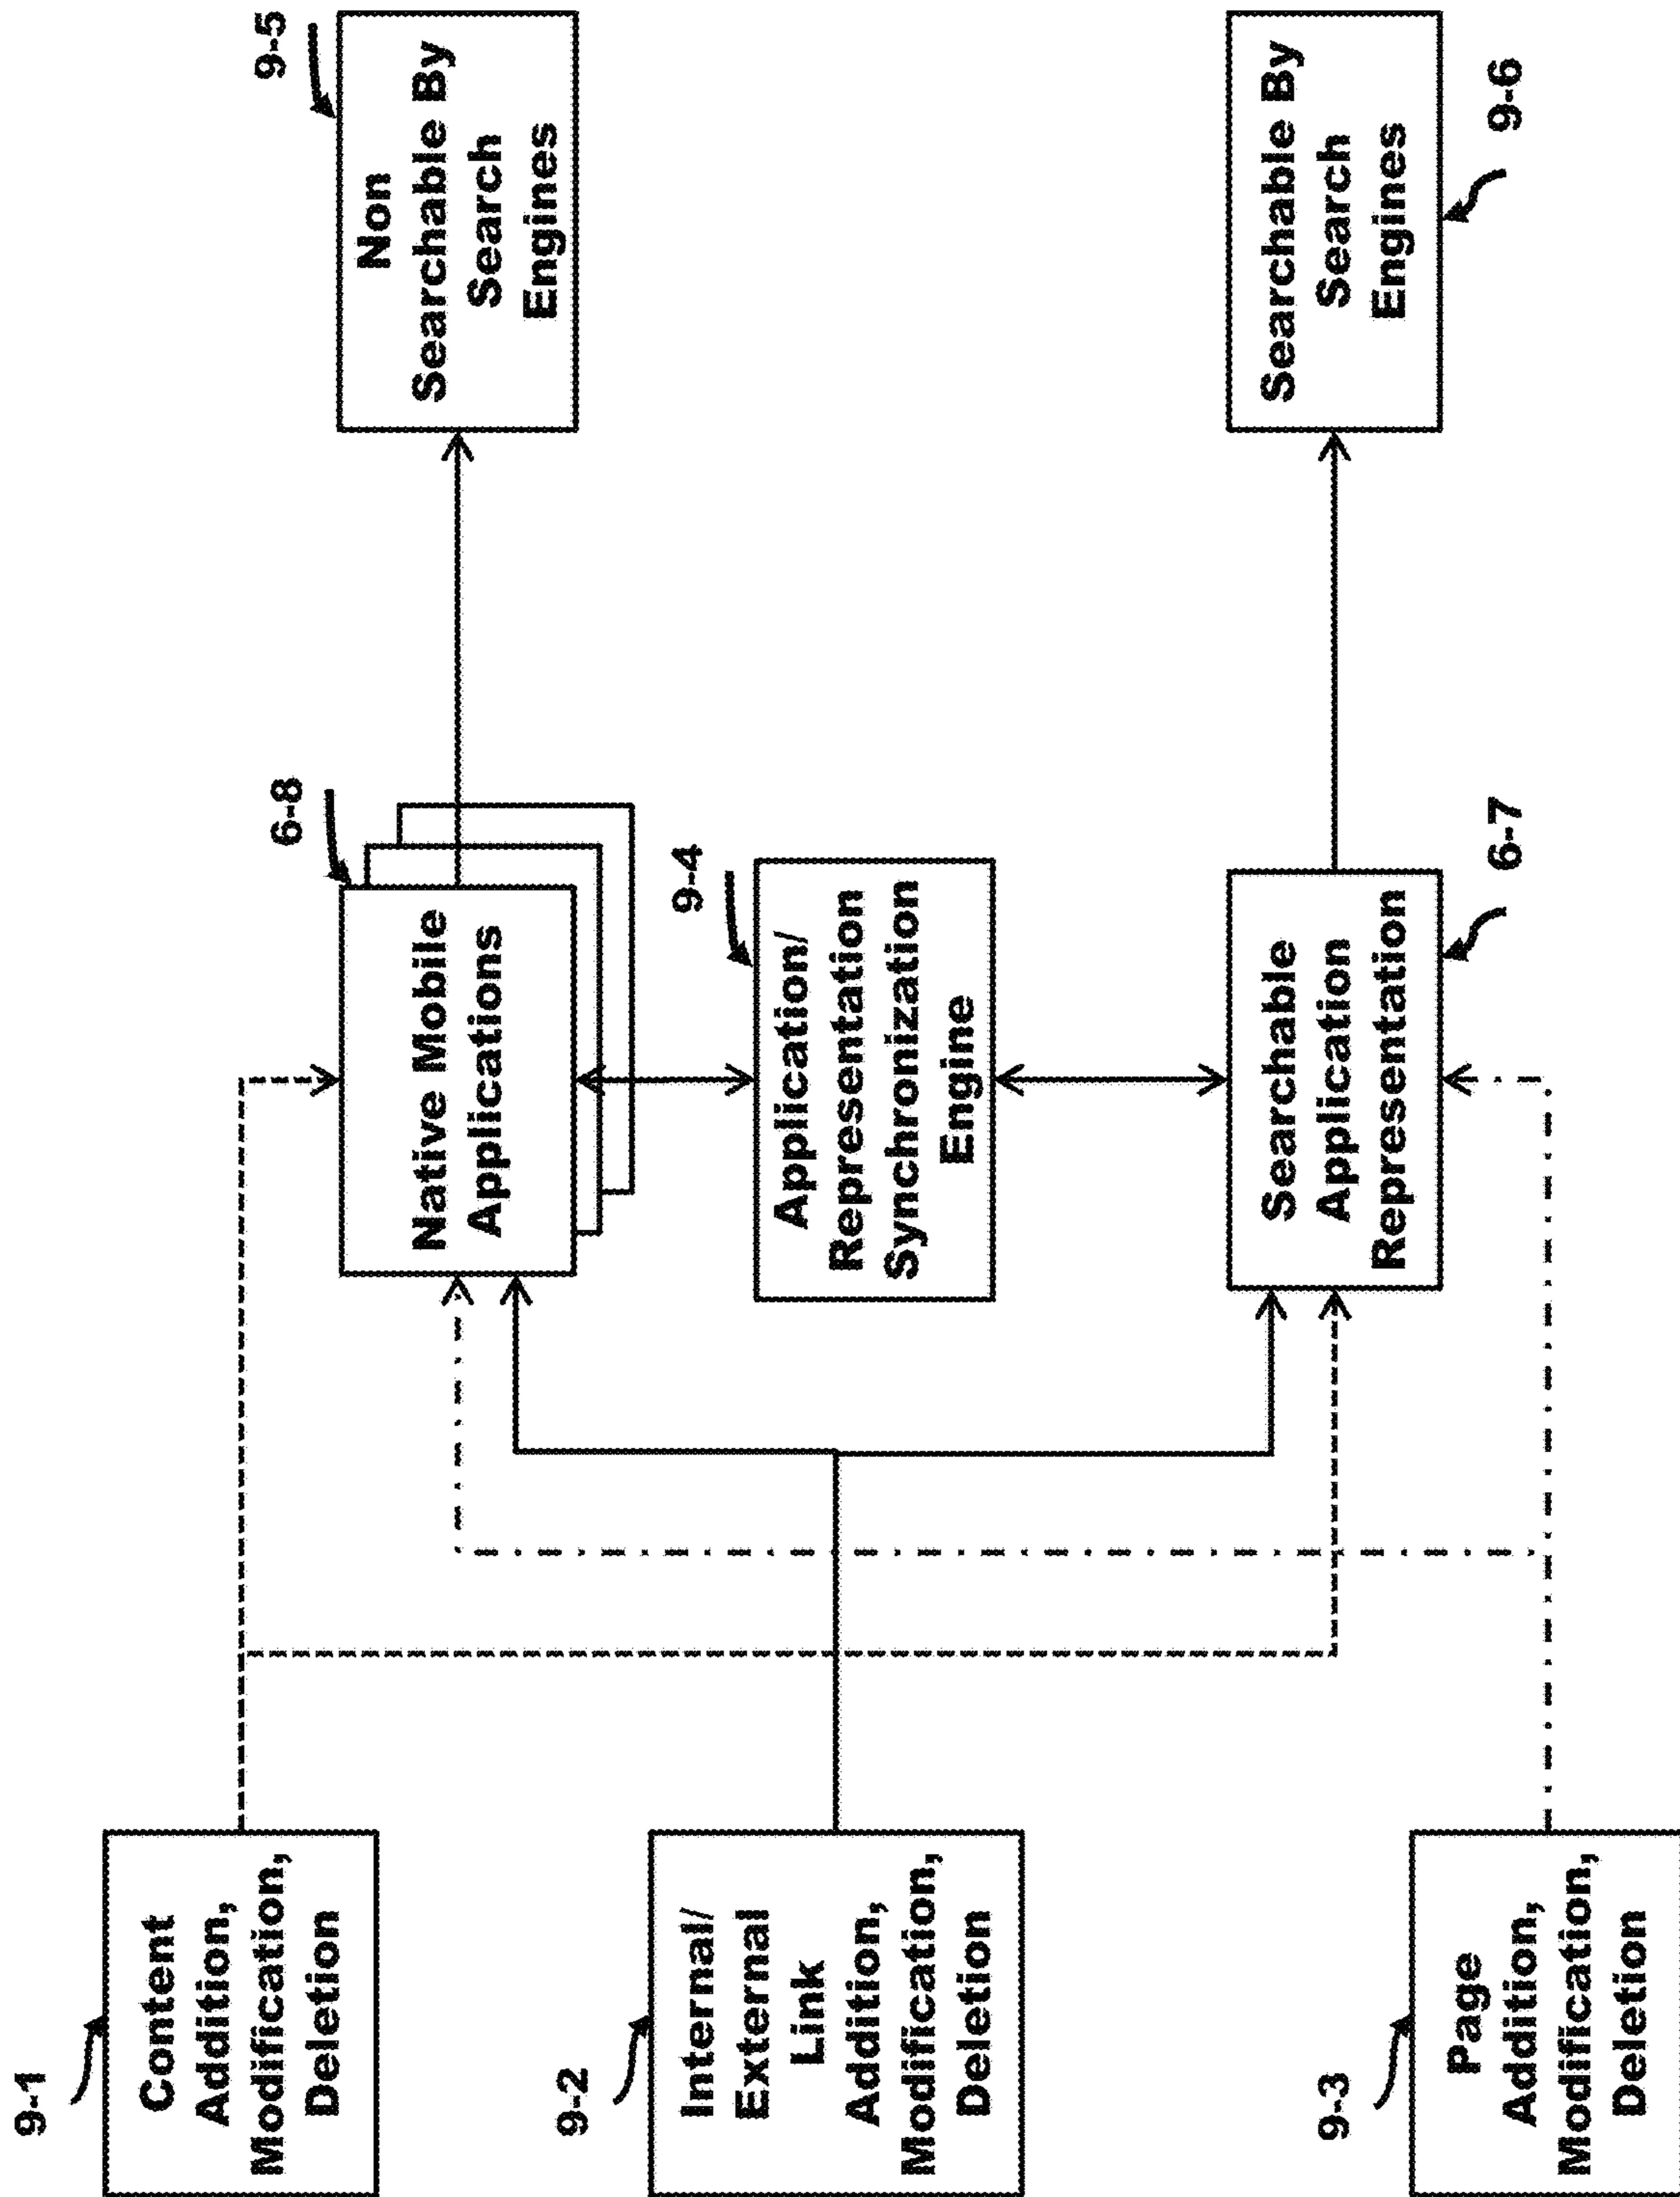 9-1
Content
Addition,
Modification,
Deletion
9-2
Internal/
External
Link
Addition,
Modification,
Deletion
9-3
Page
Addition,
Modification,
Deletion
6-8
Native Mobile
Applications
9-4
Application/
Representation
Synchronization
Engine
Searchable
Application
Representation
6-7
9-5
Non
Searchable By
Search
Engines
Searchable By
Search
Engines
9-6